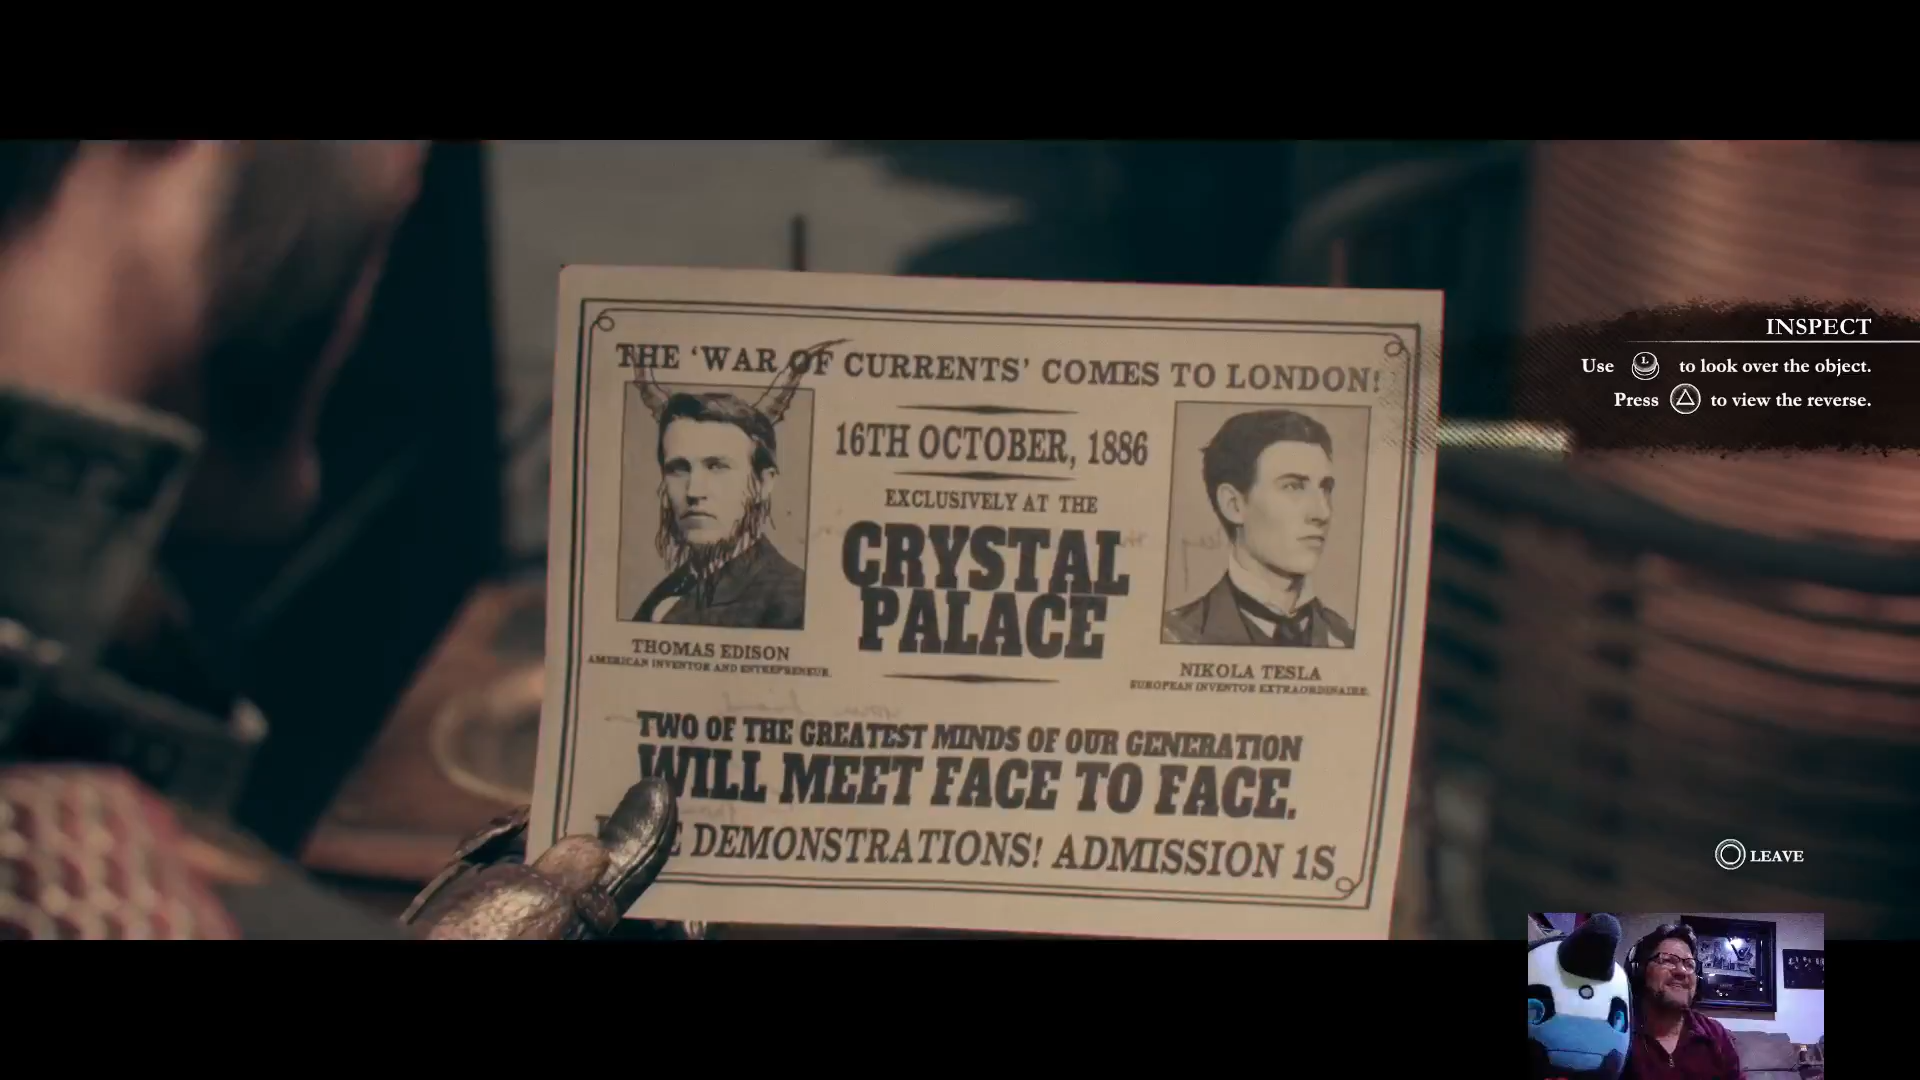 THE 'WAR OF CURRENTS' COMES TO LONDON!
16TH OCTOBER, 1886
EXCLUSIVELY AT THE
CRYSTAL
PALACE
THOMAS EDISON
AMERICAN INVENTOR AND ENTREPRENEUR.
NIKOLA TESLA
EUROPEAN INVENTOR EXTRAORDINAIRE.
TWO OF THE GREATEST MINDS OF OUR GENERATION
WILL MEET FACE TO FACE.
DEMONSTRATIONS! ADMISSION 1S
INSPECT
Use L to look over the object.
Press to view the reverse.
LEAVE